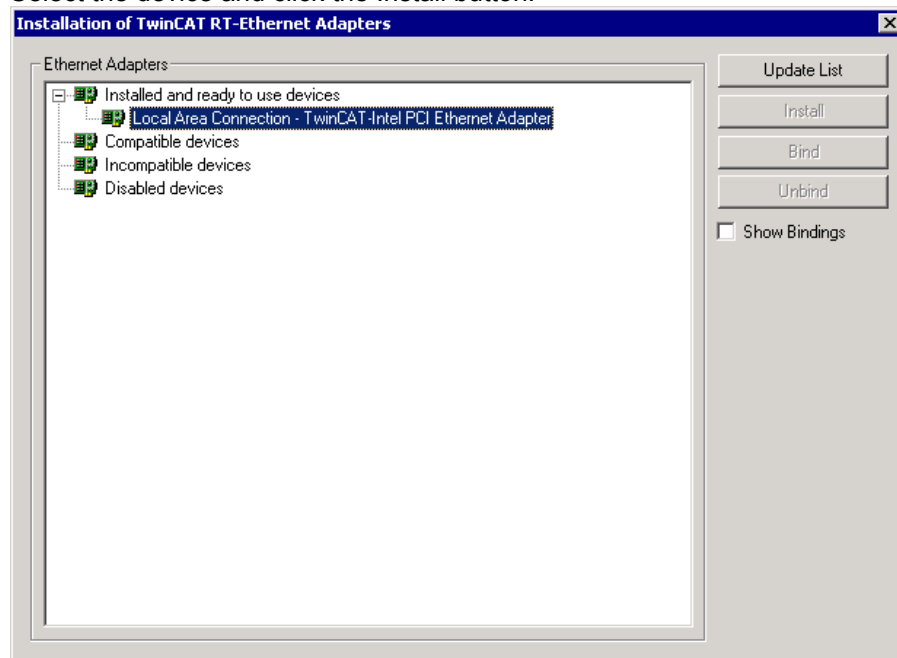 Select the device and click the Install button.
Installation of TwinCAT RT-Ethernet Adapters
Ethernet Adapters
Update List
Installed and ready to use devices
Install
Local Area Connection - TwinCAT-Intel PCI Ethernet Adapter
Compatible devices
Bind
Incompatible devices
Disabled devices
Unbind
Show Bindings